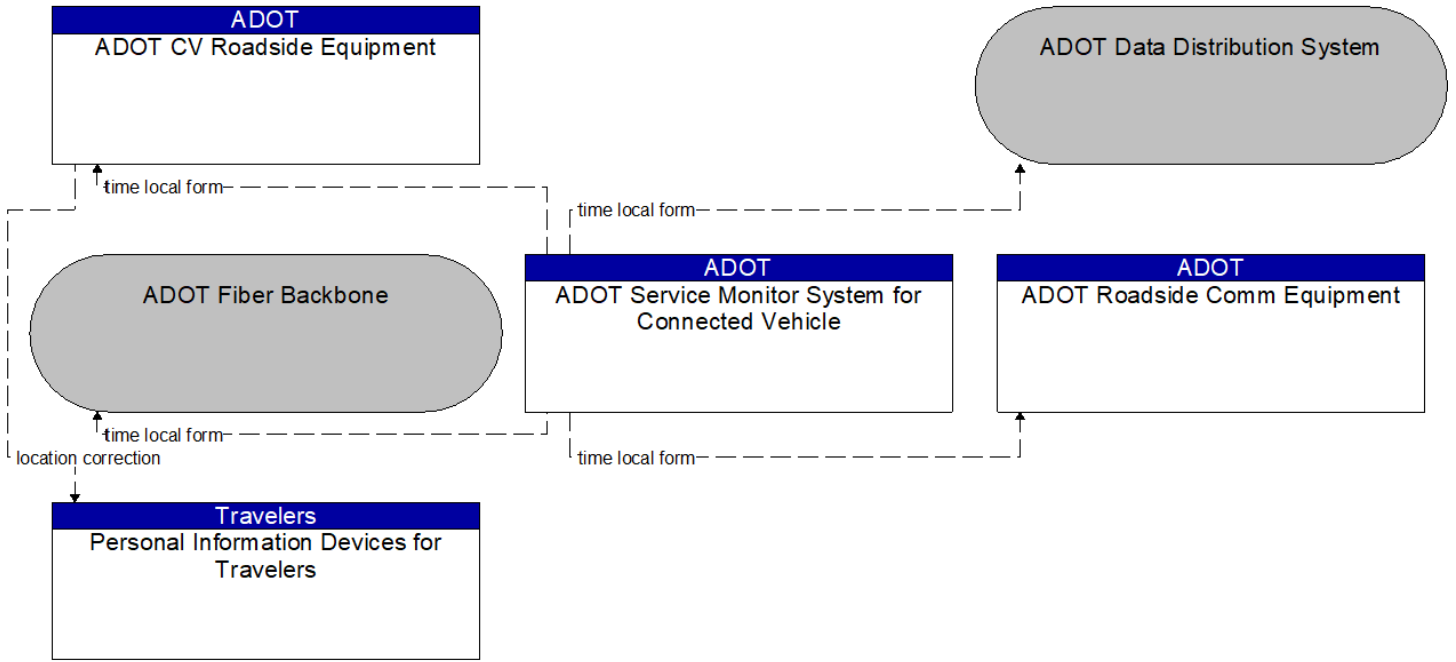 ADOT
ADOT CV Roadside Equipment
ADOT Data Distribution System
time local form
time local form
ADOT Fiber Backbone
ADOT
ADOT Service Monitor System for
Connected Vehicle
ADOT
ADOT Roadside Comm Equipment
time local form
location correction
time local form
Travelers
Personal Information Devices for
Travelers